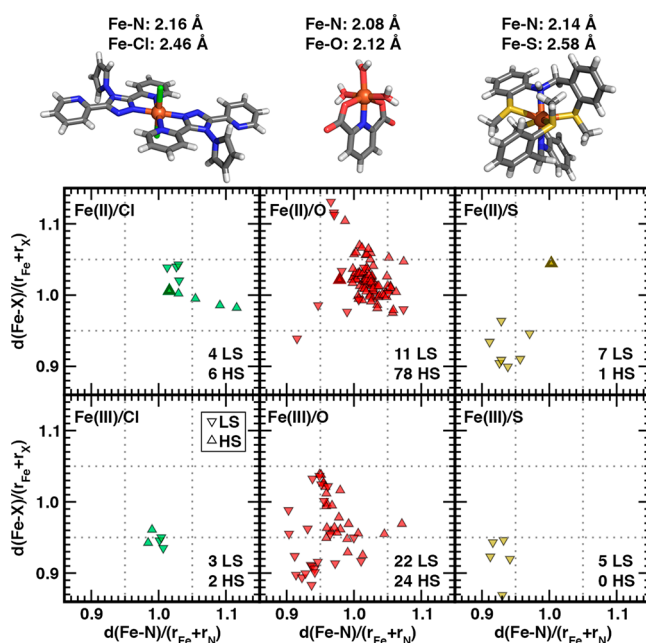 Fe-N: 2.16 Å
Fe-Cl: 2.46 Å
Fe-N: 2.08 Å
Fe-O: 2.12 Å
Fe-N: 2.14 Å
Fe-S: 2.58 Å
d(Fe-X)/(rFe+rX)
1.1
1.0
0.9
Fe(II)/Cl
4 LS
6 HS
Fe(II)/O
11 LS
78 HS
Fe(II)/S
7 LS
1 HS
d(Fe-X)/(rFe+rX)
1.1
1.0
0.9
Fe(III)/Cl
LS
HS
3 LS
2 HS
Fe(III)/O
22 LS
24 HS
Fe(III)/S
5 LS
0 HS
0.9 1.0 1.1
0.9 1.0 1.1
0.9 1.0 1.1
d(Fe-N)/(rFe+rN)
d(Fe-N)/(rFe+rN)
d(Fe-N)/(rFe+rN)